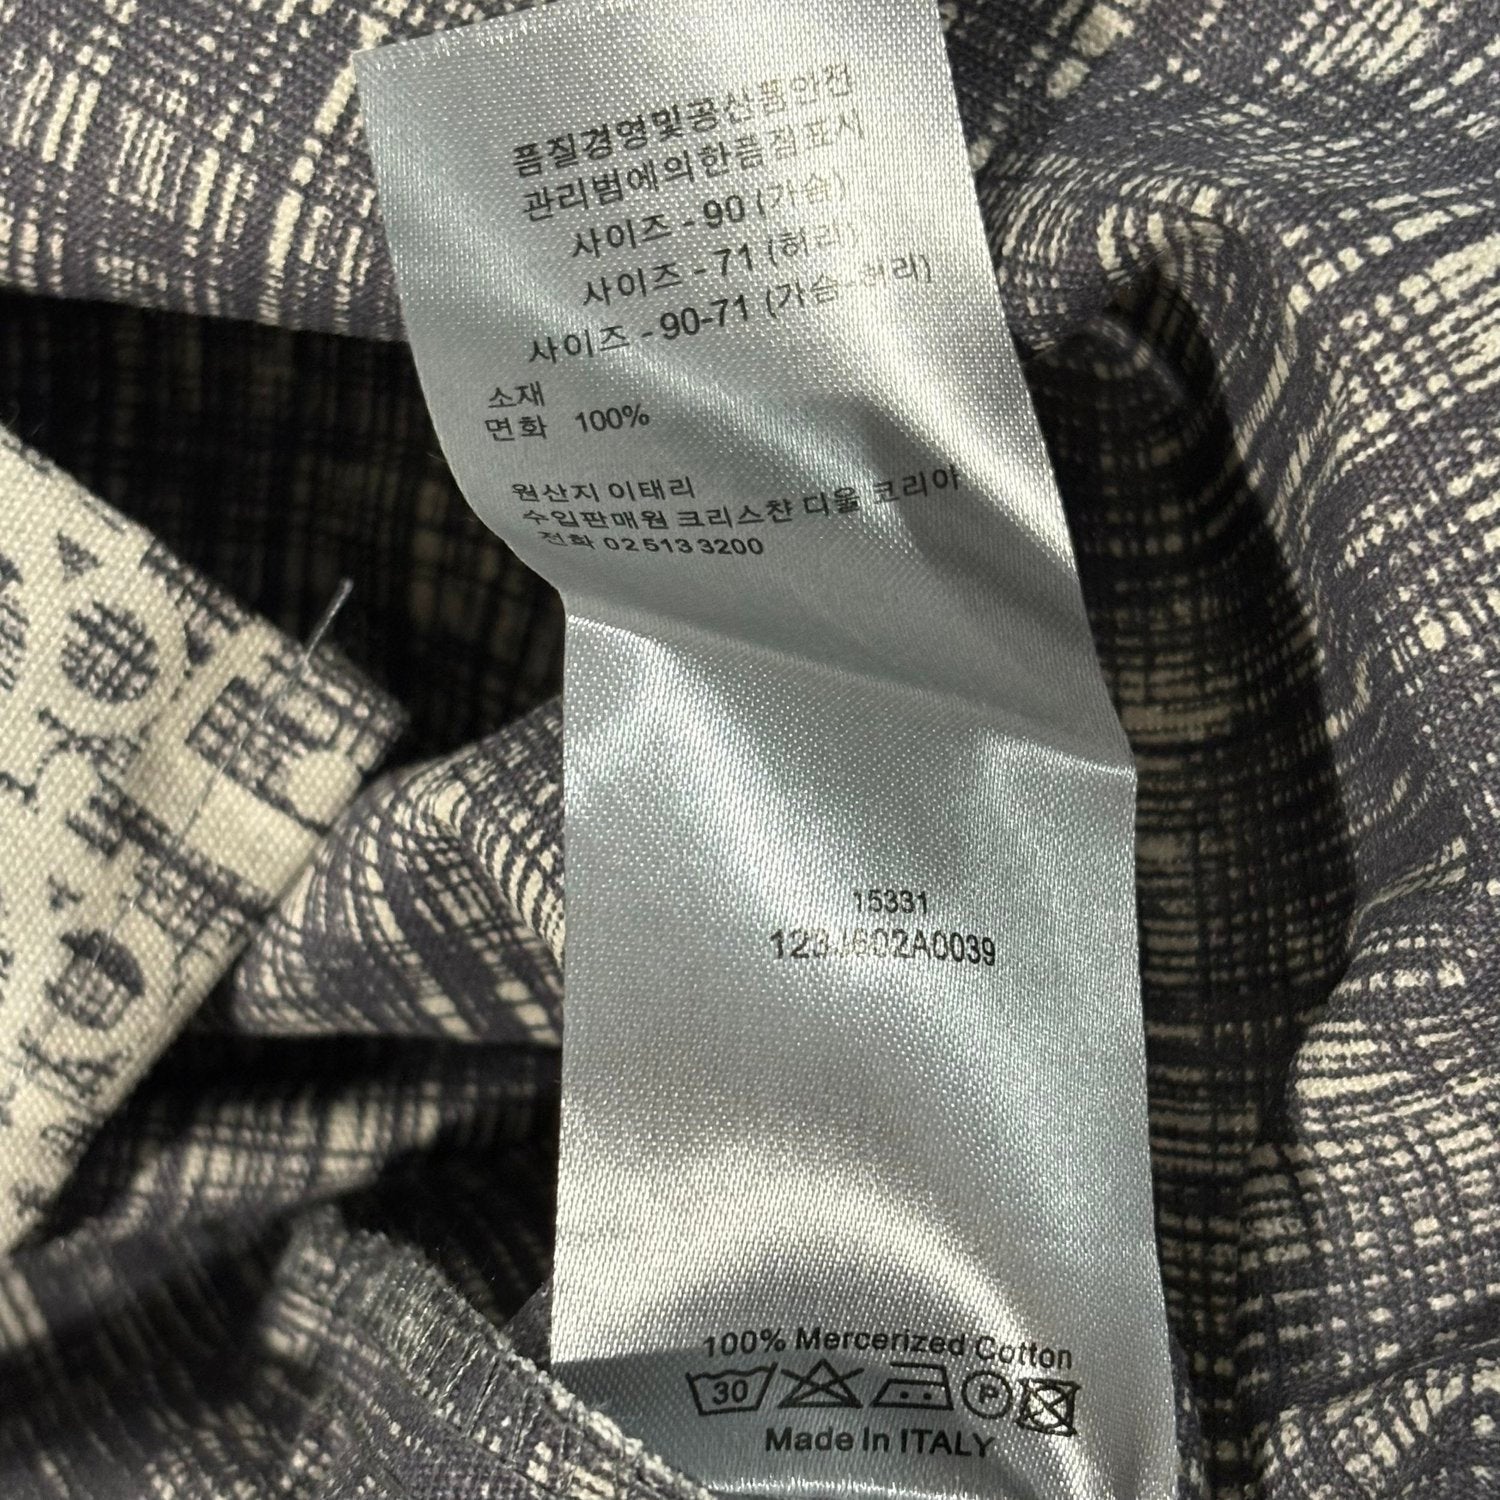 품질경영및공산품안전
관리법에의한품질표시
사이즈 - 90 (가슴)
사이즈 - 71 (허리)
사이즈 - 90-71 (가슴-허리)
소재
면화 100%
원산지 이태리
수입판매원 크리스챤 디올 코리아
전화 02 513 3200
15331
123J602A0039
100% Mercerized Cotton
30 P
Made In ITALY